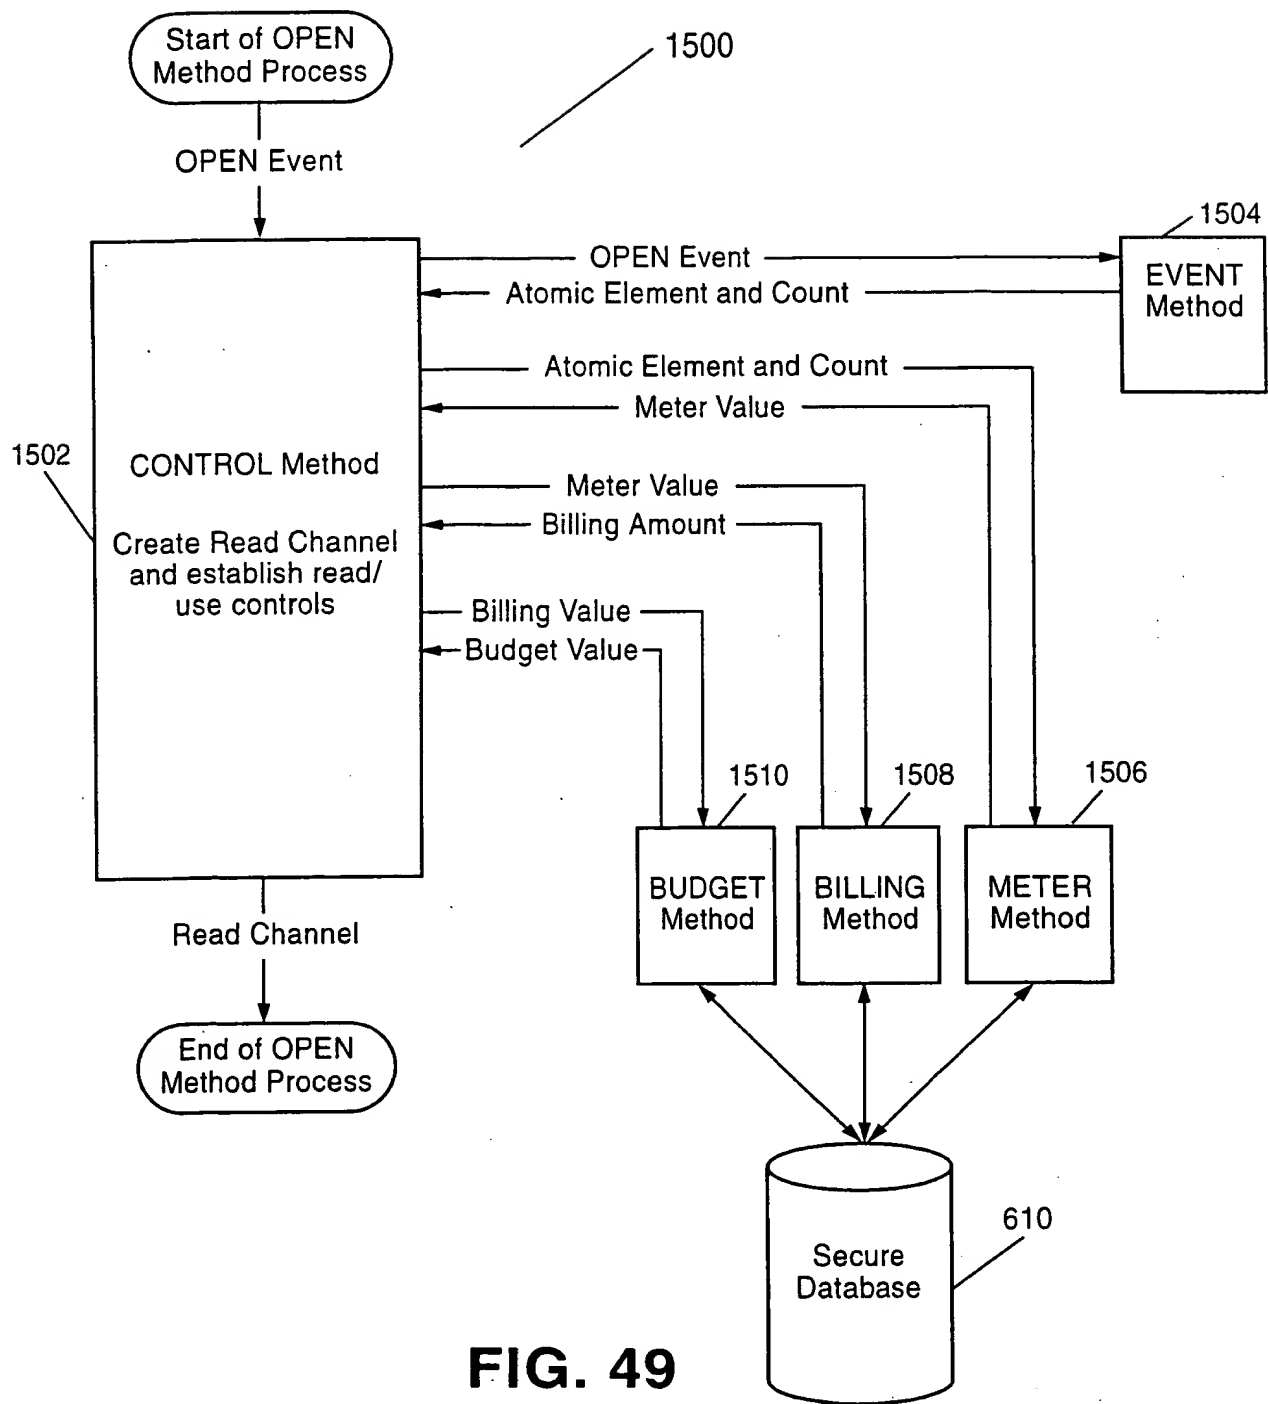 Start of OPEN
Method Process
1500
OPEN Event
1504
OPEN Event
EVENT
Method
Atomic Element and Count
Atomic Element and Count
Meter Value
1502
CONTROL Method
Create Read Channel
and establish read/
use controls
Meter Value
Billing Amount
Billing Value
Budget Value
1510
1508
1506
BUDGET
Method
BILLING
Method
METER
Method
Read Channel
End of OPEN
Method Process
610
Secure
Database
FIG. 49